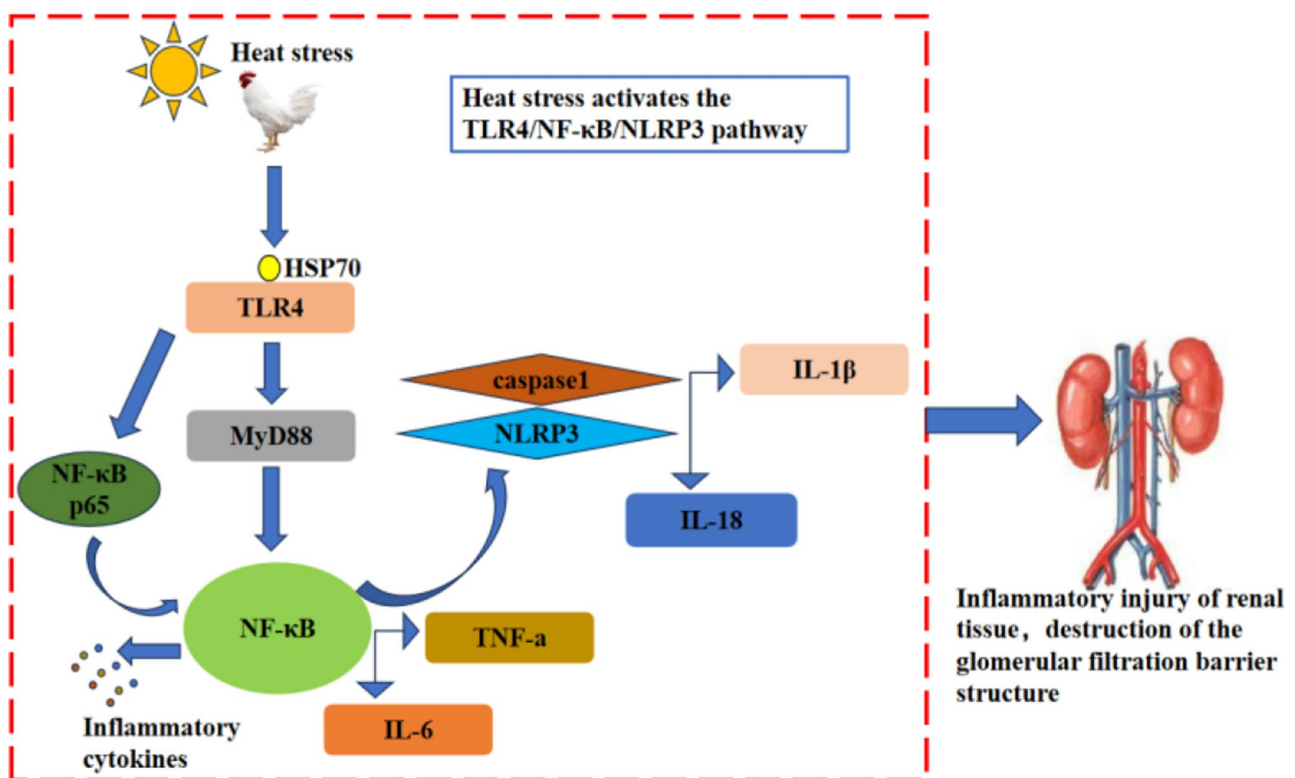 Heat stress
Heat stress activates the
TLR4/NF-κB/NLRP3 pathway
HSP70
TLR4
caspase1
IL-1β
MyD88
NLRP3
NF-κB
p65
IL-18
NF-κB
TNF-a
IL-6
Inflammatory
cytokines
Inflammatory injury of renal
tissue，destruction of the
glomerular filtration barrier
structure